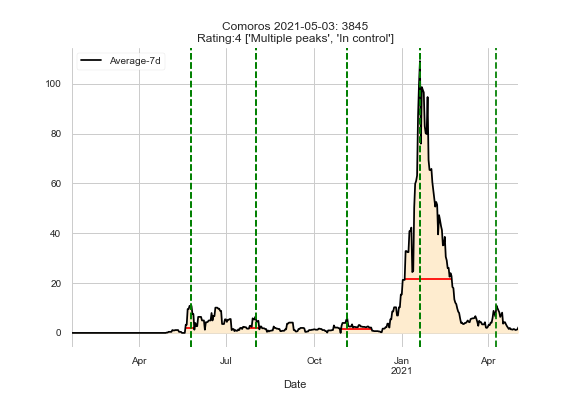 Comoros 2021-05-03: 3845
Rating:4 ['Multiple peaks', 'In control']
Average-7d
100
80
60
40
20
0
Apr
Jul
Oct
Jan
2021
Apr
Date